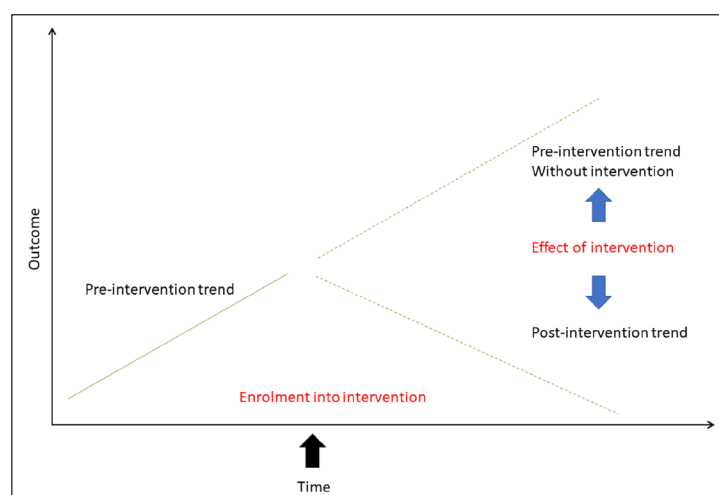 Outcome
Pre-intervention trend
Without intervention
Effect of intervention
Pre-intervention trend
Post-intervention trend
Enrolment into intervention
Time